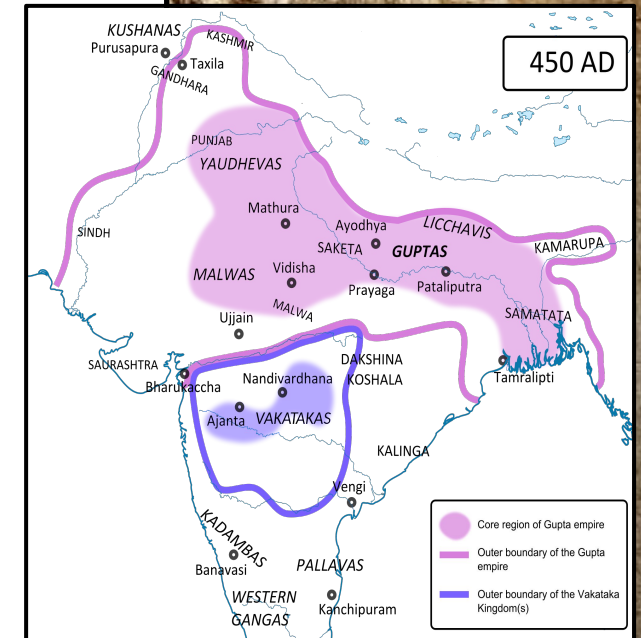 KUSHANAS
Purusapura
KASHMIR
Taxila
GANDHARA
450 AD
PUNJAB
YAUDHEVAS
Mathura
Ayodhya
LICCHAVIS
SINDH
SAKETA
GUPTAS
KAMARUPA
MALWAS
Vidisha
Prayaga
Pataliputra
MALWA
SAMATATA
Ujjain
SAURASHTRA
DAKSHINA
KOSHALA
Bharukaccha
Nandivardhana
Tamralipti
Ajanta
VAKATAKAS
KALINGA
Vengi
KADAMBAS
Banavasi
PALLAVAS
WESTERN
GANGAS
Kanchipuram
Core region of Gupta empire
Outer boundary of the Gupta
empire
Outer boundary of the Vakataka
Kingdom(s)